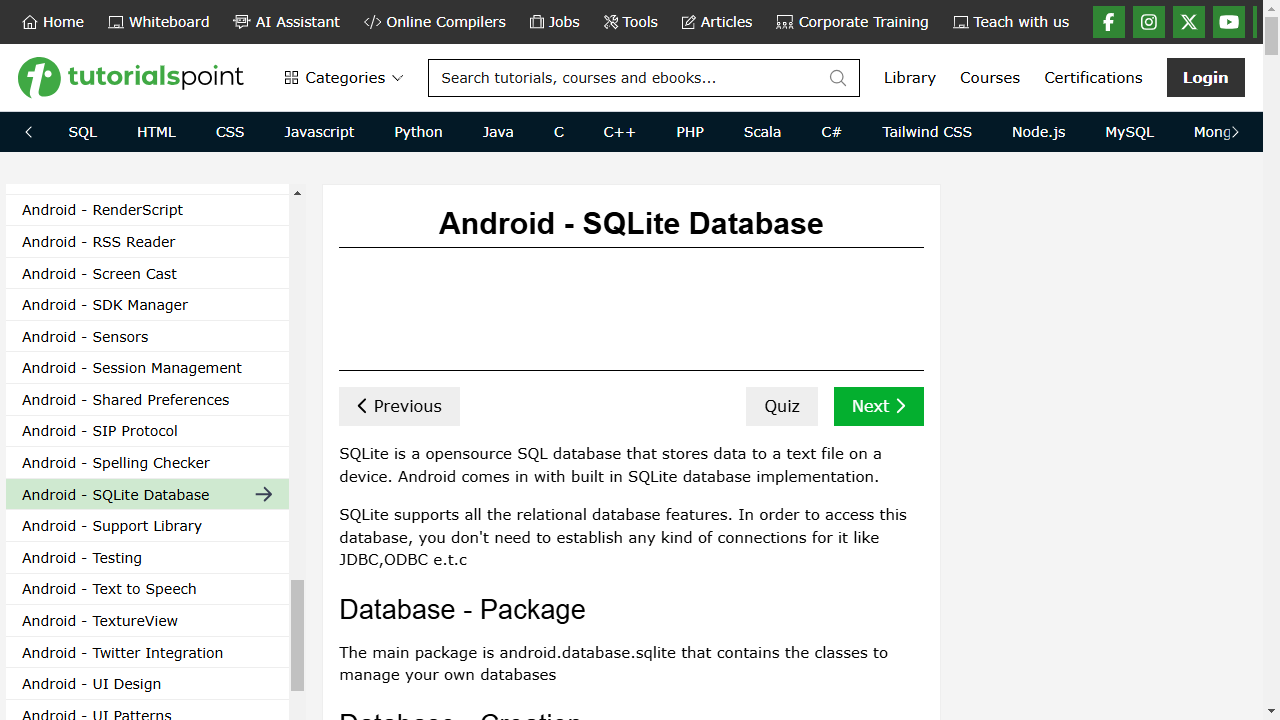 Home Whiteboard AI Assistant Online Compilers Jobs Tools Articles Corporate Training Teach with us
tutorialspoint Categories Search tutorials, courses and ebooks... Library Courses Certifications Login
SQL HTML CSS Javascript Python Java C C++ PHP Scala C# Tailwind CSS Node.js MySQL Mong
Android - RenderScript
Android - RSS Reader
Android - Screen Cast
Android - SDK Manager
Android - Sensors
Android - Session Management
Android - Shared Preferences
Android - SIP Protocol
Android - Spelling Checker
Android - SQLite Database
Android - Support Library
Android - Testing
Android - Text to Speech
Android - TextureView
Android - Twitter Integration
Android - UI Design
Android - UI Patterns
Android - SQLite Database
Previous Quiz Next
SQLite is a opensource SQL database that stores data to a text file on a
device. Android comes in with built in SQLite database implementation.
SQLite supports all the relational database features. In order to access this
database, you don't need to establish any kind of connections for it like
JDBC,ODBC e.t.c
Database - Package
The main package is android.database.sqlite that contains the classes to
manage your own databases
Database - Creation